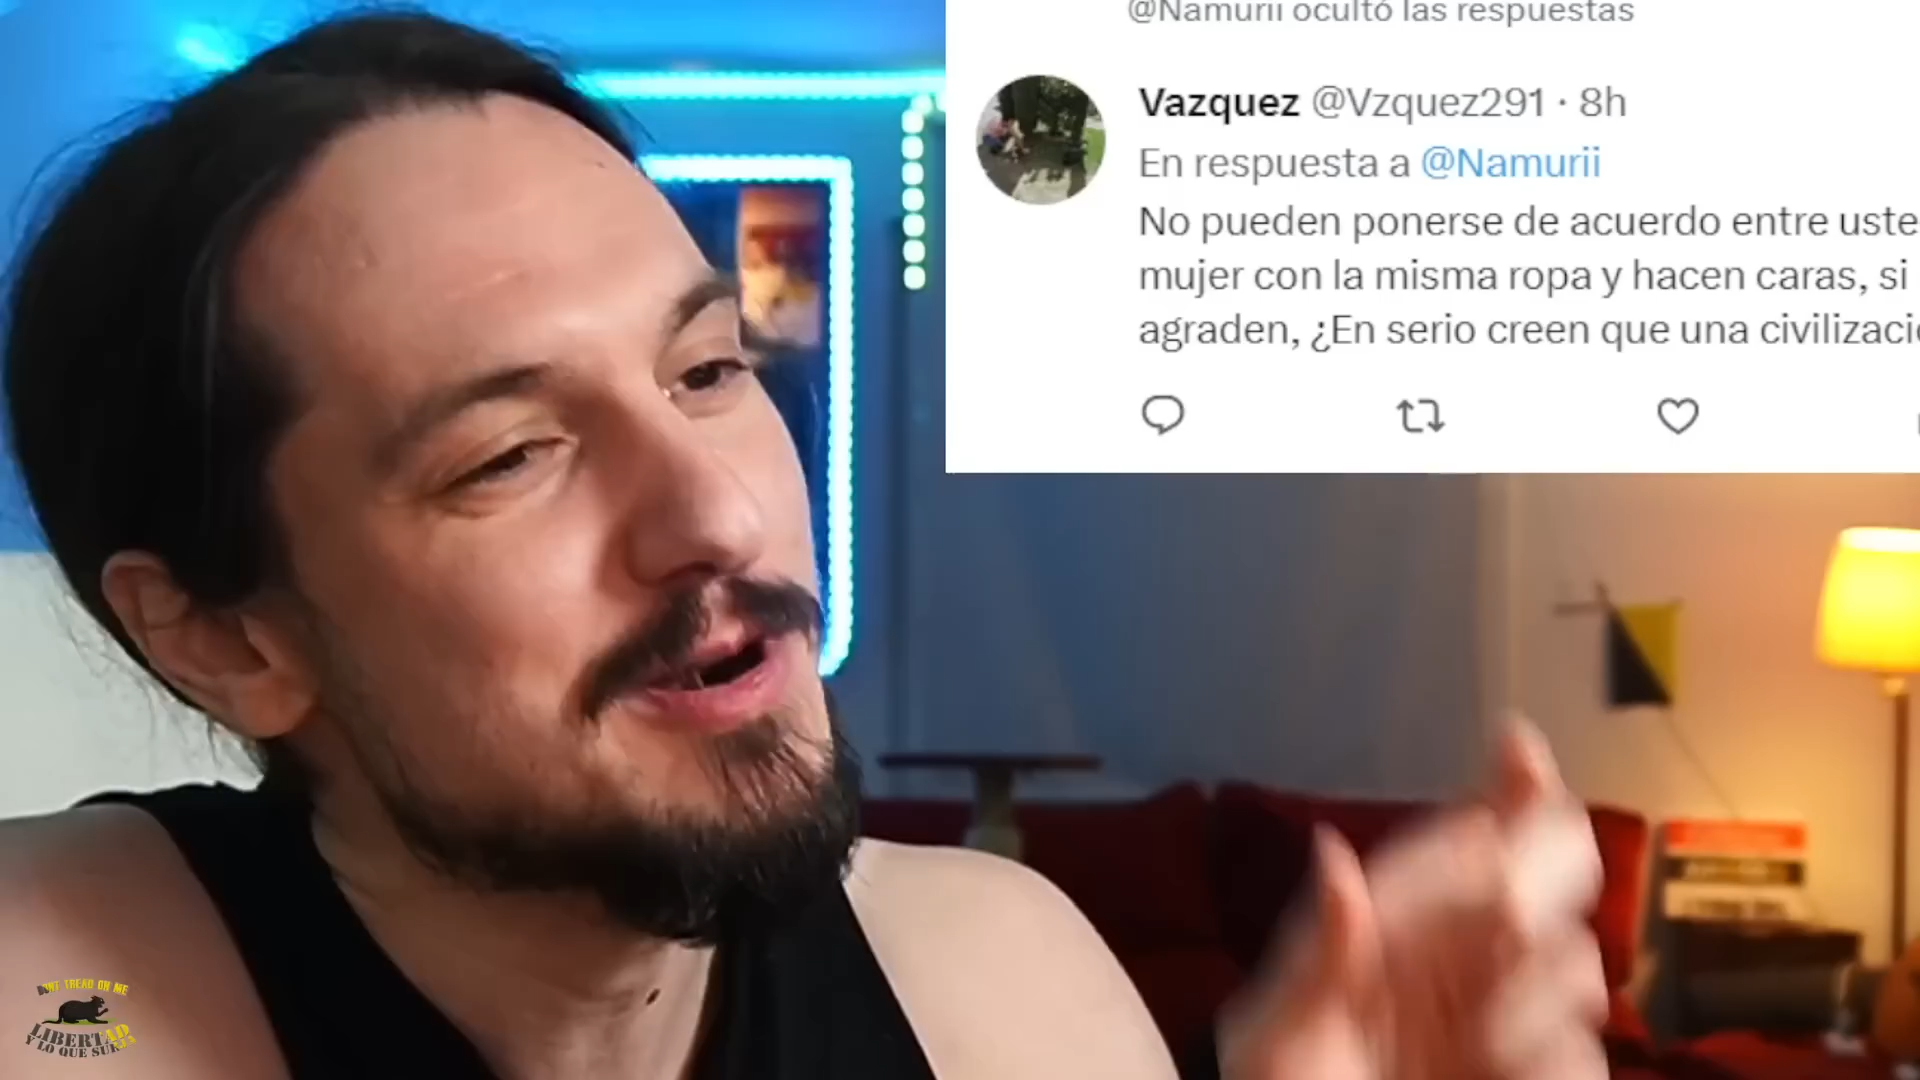 @Namurii ocultó las respuestas
Vazquez @Vzquez291 · 8h
En respuesta a @Namurii
No pueden ponerse de acuerdo entre uste
mujer con la misma ropa y hacen caras, si
agraden, ¿En serio creen que una civilizaci
DON'T TREAD ON ME
LIBERTAD
Y LO QUE SURJA